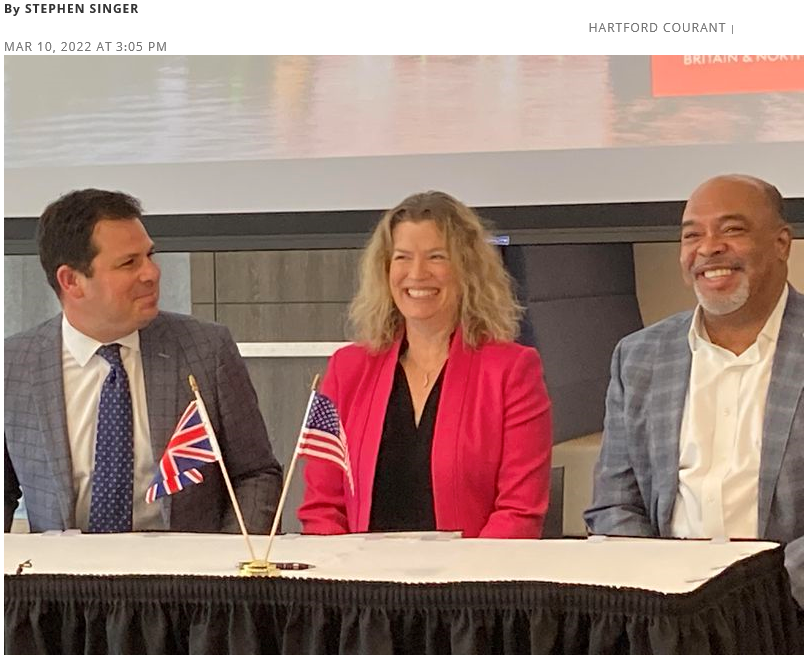 By STEPHEN SINGER
HARTFORD COURANT |
MAR 10, 2022 AT 3:05 PM
BRITAIN & NORTH